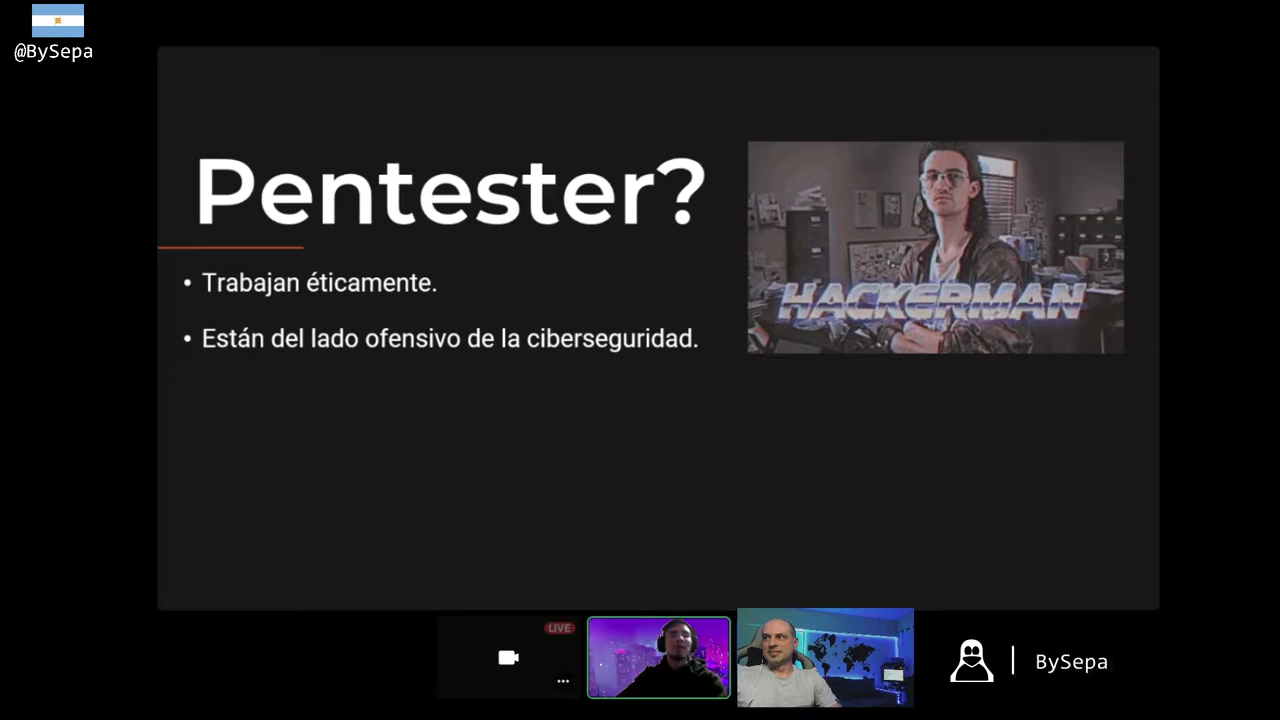 @BySepa
Pentester?
• Trabajan éticamente.
• Están del lado ofensivo de la ciberseguridad.
HACKERMAN
LIVE
BySepa